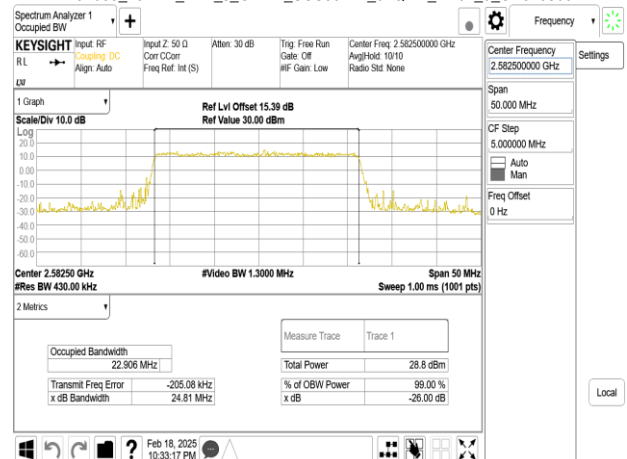 Spectrum Analyzer 1
Occupied BW
Frequency
KEYSIGHT
RL
LXI
Input: RF
Coupling: DC
Align: Auto
Input Z: 50 Ω
Corr CCorr
Freq Ref: Int (S)
Atten: 30 dB
Trig: Free Run
Gate: Off
#IF Gain: Low
Center Freq: 2.582500000 GHz
Avg|Hold: 10/10
Radio Std: None
Center Frequency
2.582500000 GHz
Settings
Span
50.000 MHz
CF Step
5.000000 MHz
Auto
Man
Freq Offset
0 Hz
Local
1 Graph
Scale/Div 10.0 dB
Ref Lvl Offset 15.39 dB
Ref Value 30.00 dBm
Log
20.0
10.0
0.00
-10.0
-20.0
-30.0
-40.0
-50.0
-60.0
Center 2.58250 GHz
#Res BW 430.00 kHz
#Video BW 1.3000 MHz
Span 50 MHz
Sweep 1.00 ms (1001 pts)
2 Metrics
Measure Trace Trace 1
Occupied Bandwidth
22.906 MHz
Total Power 28.8 dBm
Transmit Freq Error -205.08 kHz
% of OBW Power 99.00 %
x dB Bandwidth 24.81 MHz
x dB -26.00 dB
?
Feb 18, 2025
10:33:17 PM